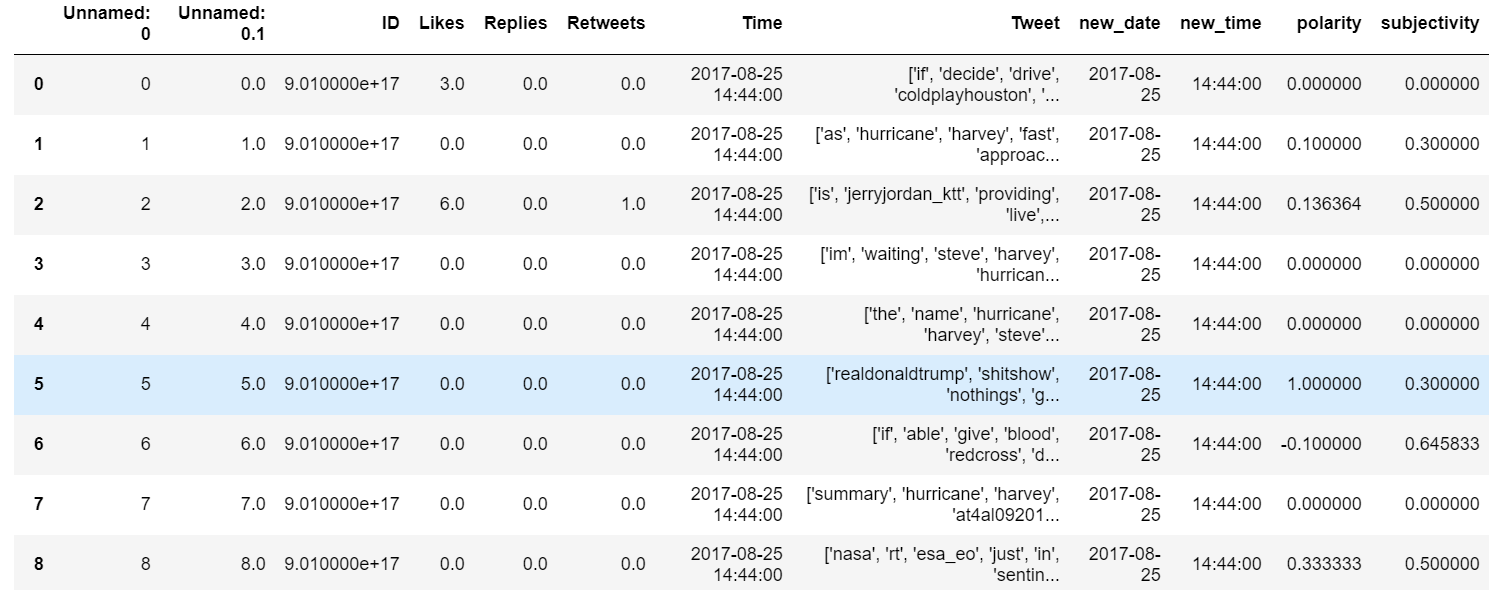 Unnamed: 0 Unnamed: 0.1 ID Likes Replies Retweets Time Tweet new_date new_time polarity subjectivity
0 0 0.0 9.010000e+17 3.0 0.0 0.0 2017-08-25 14:44:00 ['if', 'decide', 'drive', 'coldplayhouston', '... 2017-08-25 14:44:00 0.000000 0.000000
1 1 1.0 9.010000e+17 0.0 0.0 0.0 2017-08-25 14:44:00 ['as', 'hurricane', 'harvey', 'fast', 'approac... 2017-08-25 14:44:00 0.100000 0.300000
2 2 2.0 9.010000e+17 6.0 0.0 1.0 2017-08-25 14:44:00 ['is', 'jerryjordan_ktt', 'providing', 'live',... 2017-08-25 14:44:00 0.136364 0.500000
3 3 3.0 9.010000e+17 0.0 0.0 0.0 2017-08-25 14:44:00 ['im', 'waiting', 'steve', 'harvey', 'hurrican... 2017-08-25 14:44:00 0.000000 0.000000
4 4 4.0 9.010000e+17 0.0 0.0 0.0 2017-08-25 14:44:00 ['the', 'name', 'hurricane', 'harvey', 'steve'... 2017-08-25 14:44:00 0.000000 0.000000
5 5 5.0 9.010000e+17 0.0 0.0 0.0 2017-08-25 14:44:00 ['realdonaldtrump', 'shitshow', 'nothings', 'g... 2017-08-25 14:44:00 1.000000 0.300000
6 6 6.0 9.010000e+17 0.0 0.0 0.0 2017-08-25 14:44:00 ['if', 'able', 'give', 'blood', 'redcross', 'd... 2017-08-25 14:44:00 -0.100000 0.645833
7 7 7.0 9.010000e+17 0.0 0.0 0.0 2017-08-25 14:44:00 ['summary', 'hurricane', 'harvey', 'at4al09201... 2017-08-25 14:44:00 0.000000 0.000000
8 8 8.0 9.010000e+17 0.0 0.0 0.0 2017-08-25 14:44:00 ['nasa', 'rt', 'esa_eo', 'just', 'in', 'sentin... 2017-08-25 14:44:00 0.333333 0.500000